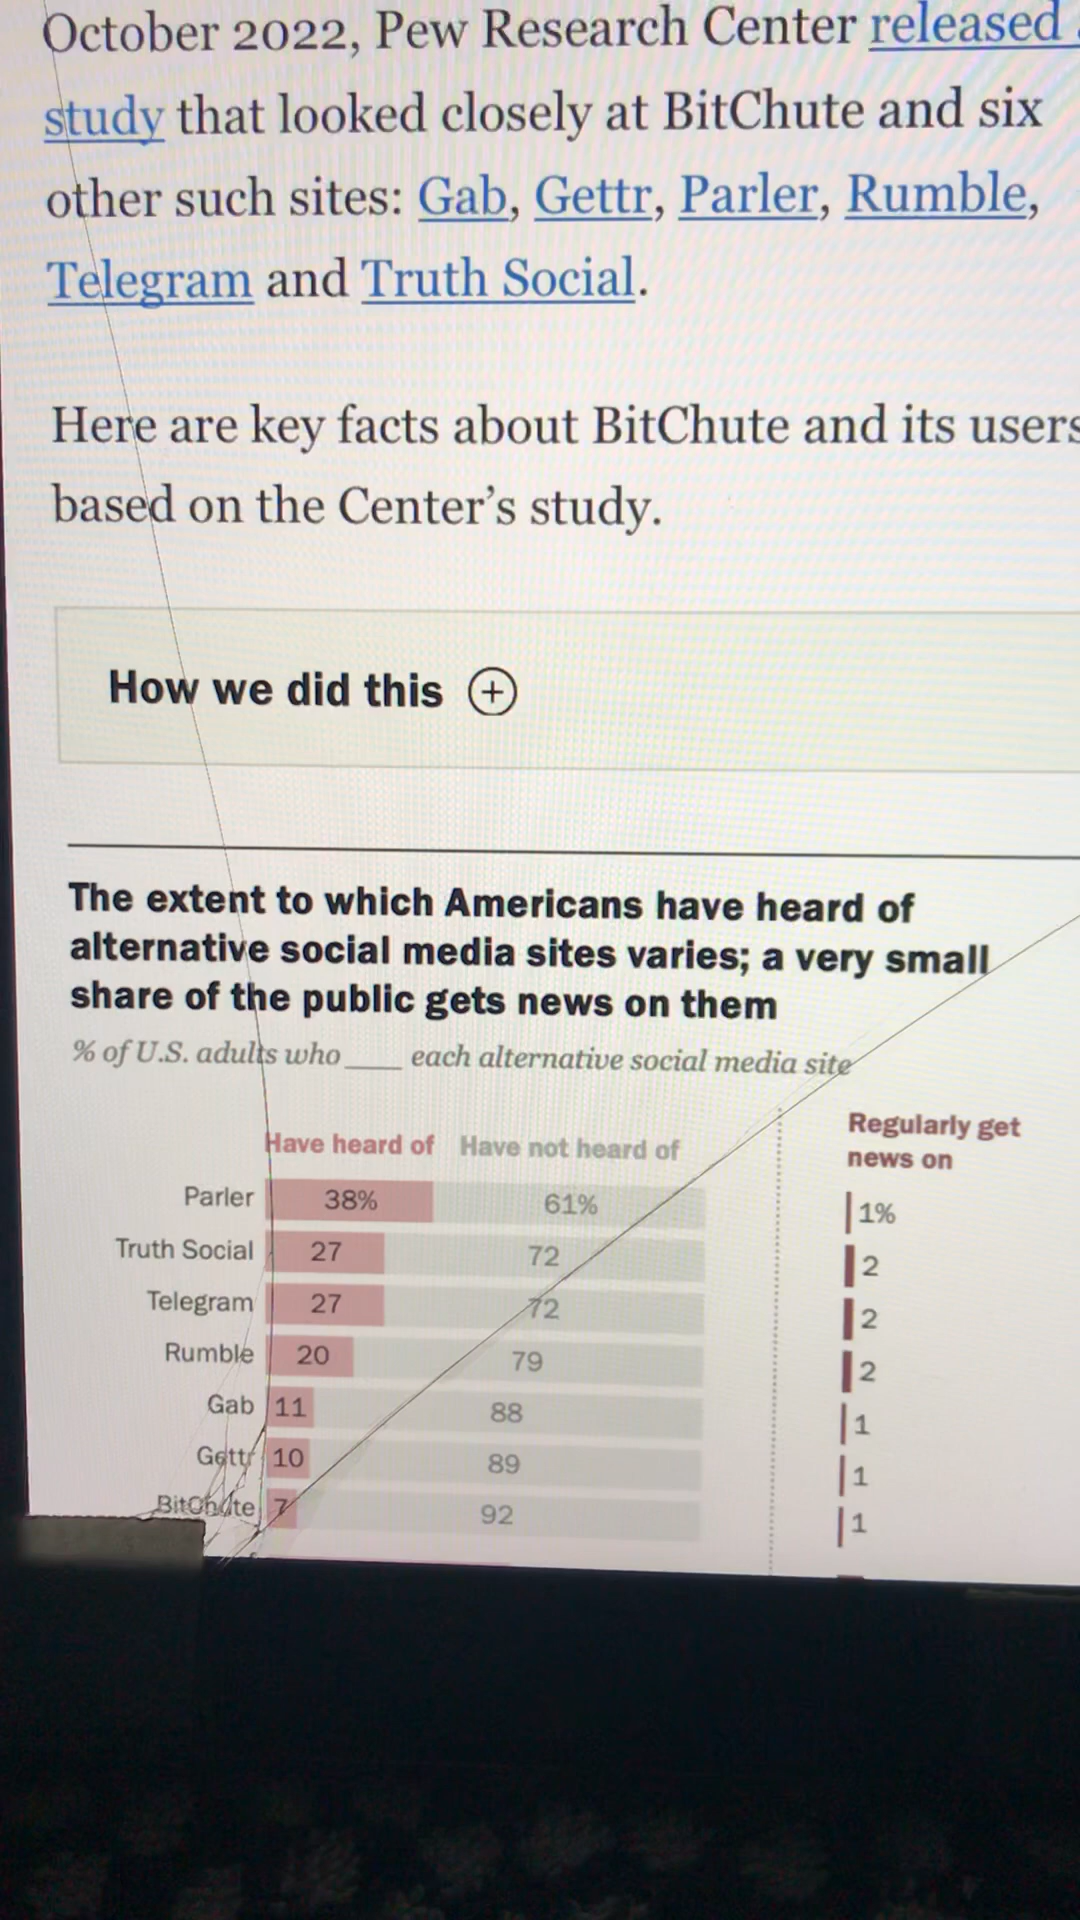 October 2022, Pew Research Center released
study that looked closely at BitChute and six
other such sites: Gab, Gettr, Parler, Rumble,
Telegram and Truth Social.
Here are key facts about BitChute and its users
based on the Center's study.
How we did this
The extent to which Americans have heard of
alternative social media sites varies; a very small
share of the public gets news on them
% of U.S. adults who ____ each alternative social media site
Have heard of Have not heard of Regularly get
news on
Parler 38% 61% 1%
Truth Social 27 72 2
Telegram 27 72 2
Rumble 20 79 2
Gab 11 88 1
Gettr 10 89 1
BitChute 7 92 1